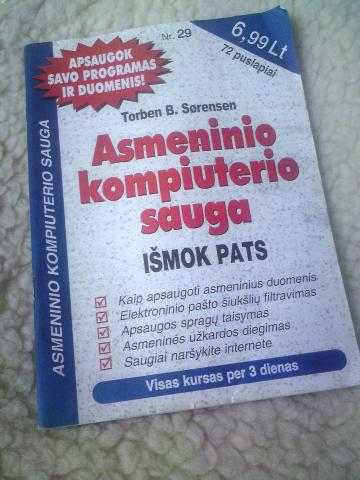 Nr. 29
6,99Lt
72 puslapiai
APSAUGOK
SAVO PROGRAMAS
IR DUOMENIS!
ASMENINIO KOMPIUTERIO SAUGA
Torben B. Sørensen
Asmeninio
kompiuterio
sauga
IŠMOK PATS
Kaip apsaugoti asmeninius duomenis
Elektroninio pašto šiukšlių filtravimas
Apsaugos spragų taisymas
Asmeninės užkardos diegimas
Saugiai naršykite internete
Visas kursas per 3 dienas